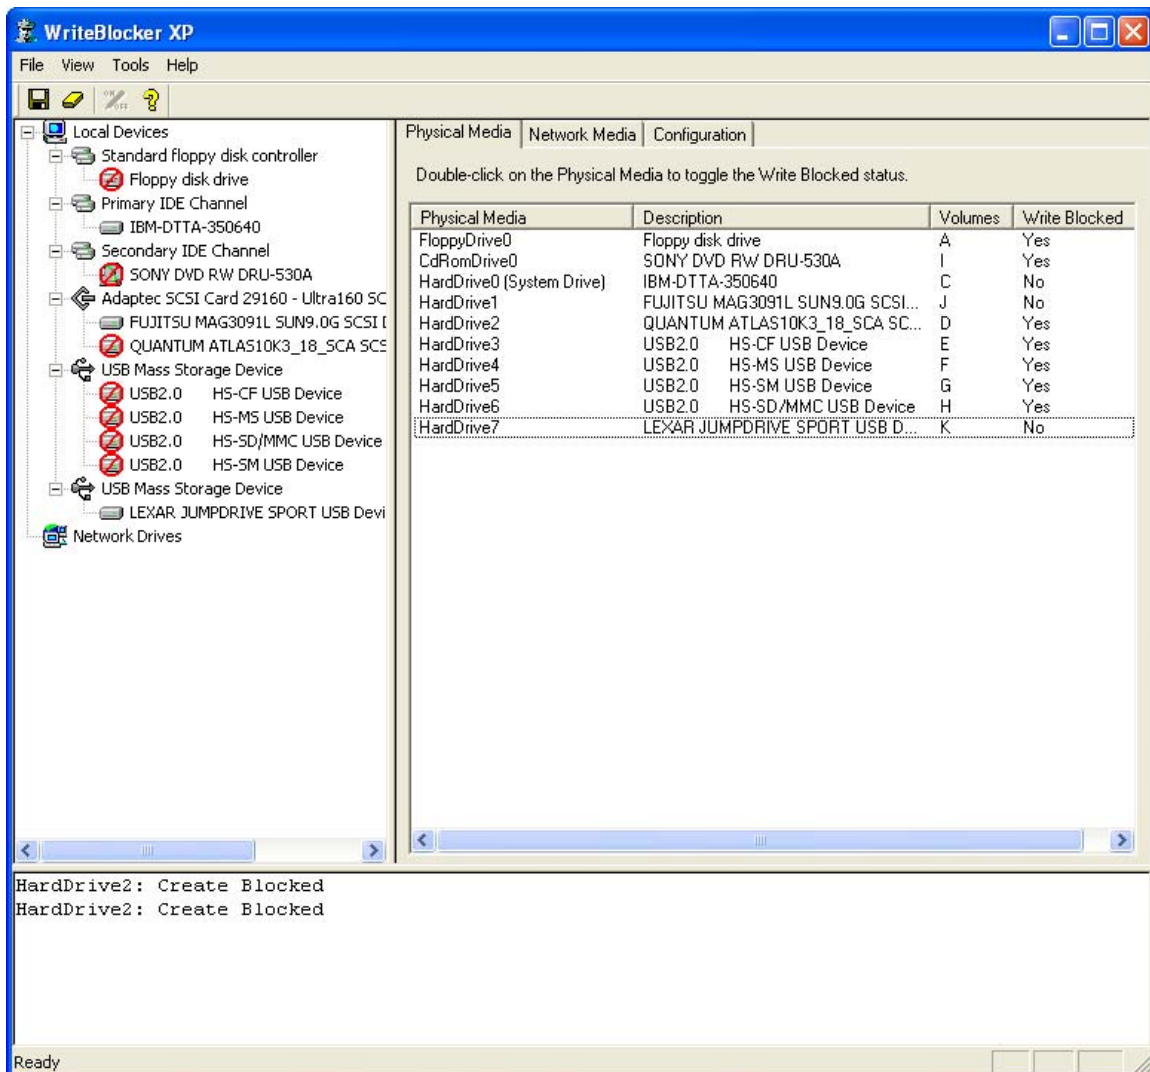 WriteBlocker XP
File View Tools Help
Local Devices
Standard floppy disk controller
Floppy disk drive
Primary IDE Channel
IBM-DTTA-350640
Secondary IDE Channel
SONY DVD RW DRU-530A
Adaptec SCSI Card 29160 - Ultra160 SC
FUJITSU MAG3091L SUN9.0G SCSI
QUANTUM ATLAS10K3_18_SCA SCS
USB Mass Storage Device
USB2.0 HS-CF USB Device
USB2.0 HS-MS USB Device
USB2.0 HS-SD/MMC USB Device
USB2.0 HS-SM USB Device
USB Mass Storage Device
LEXAR JUMPDRIVE SPORT USB Devi
Network Drives
Physical Media Network Media Configuration
Double-click on the Physical Media to toggle the Write Blocked status.
Physical Media Description Volumes Write Blocked
FloppyDrive0 Floppy disk drive A Yes
CdRomDrive0 SONY DVD RW DRU-530A I Yes
HardDrive0 (System Drive) IBM-DTTA-350640 C No
HardDrive1 FUJITSU MAG3091L SUN9.0G SCSI... J No
HardDrive2 QUANTUM ATLAS10K3_18_SCA SC... D Yes
HardDrive3 USB2.0 HS-CF USB Device E Yes
HardDrive4 USB2.0 HS-MS USB Device F Yes
HardDrive5 USB2.0 HS-SM USB Device G Yes
HardDrive6 USB2.0 HS-SD/MMC USB Device H Yes
HardDrive7 LEXAR JUMPDRIVE SPORT USB D... K No
HardDrive2: Create Blocked
HardDrive2: Create Blocked
Ready